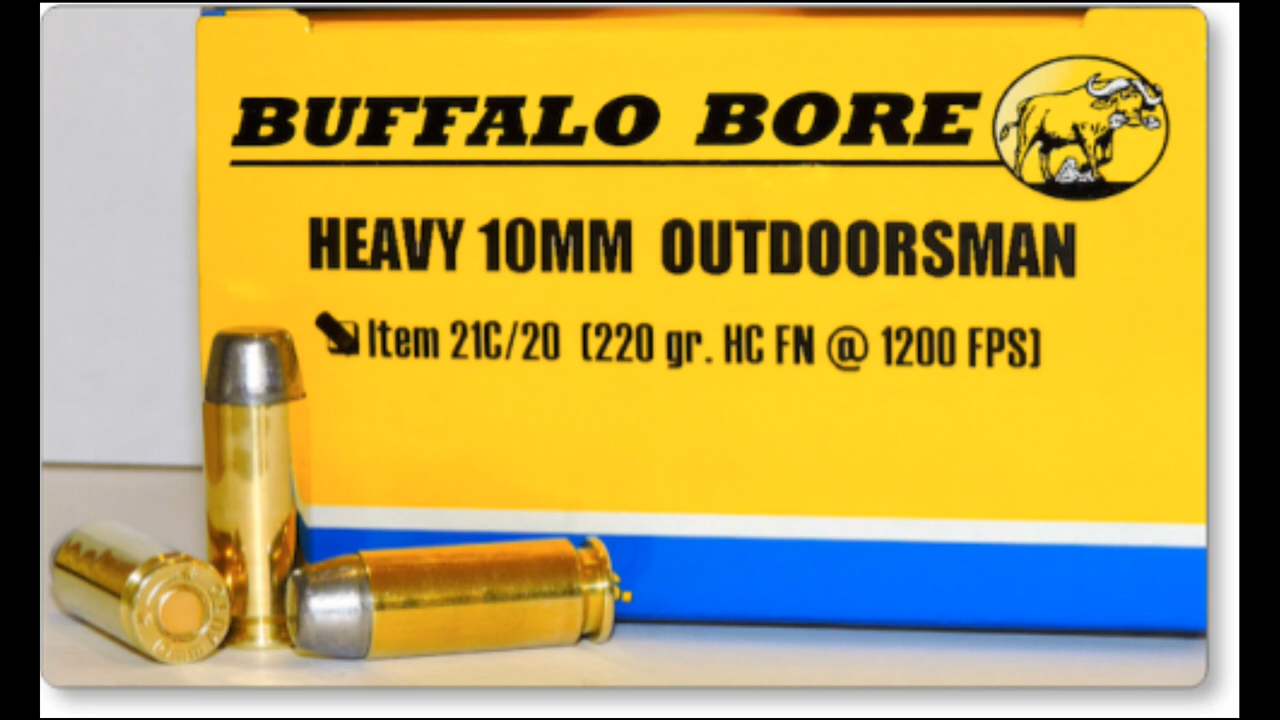 BUFFALO BORE
HEAVY 10MM OUTDOORSMAN
Item 21C/20 (220 gr. HC FN @ 1200 FPS)